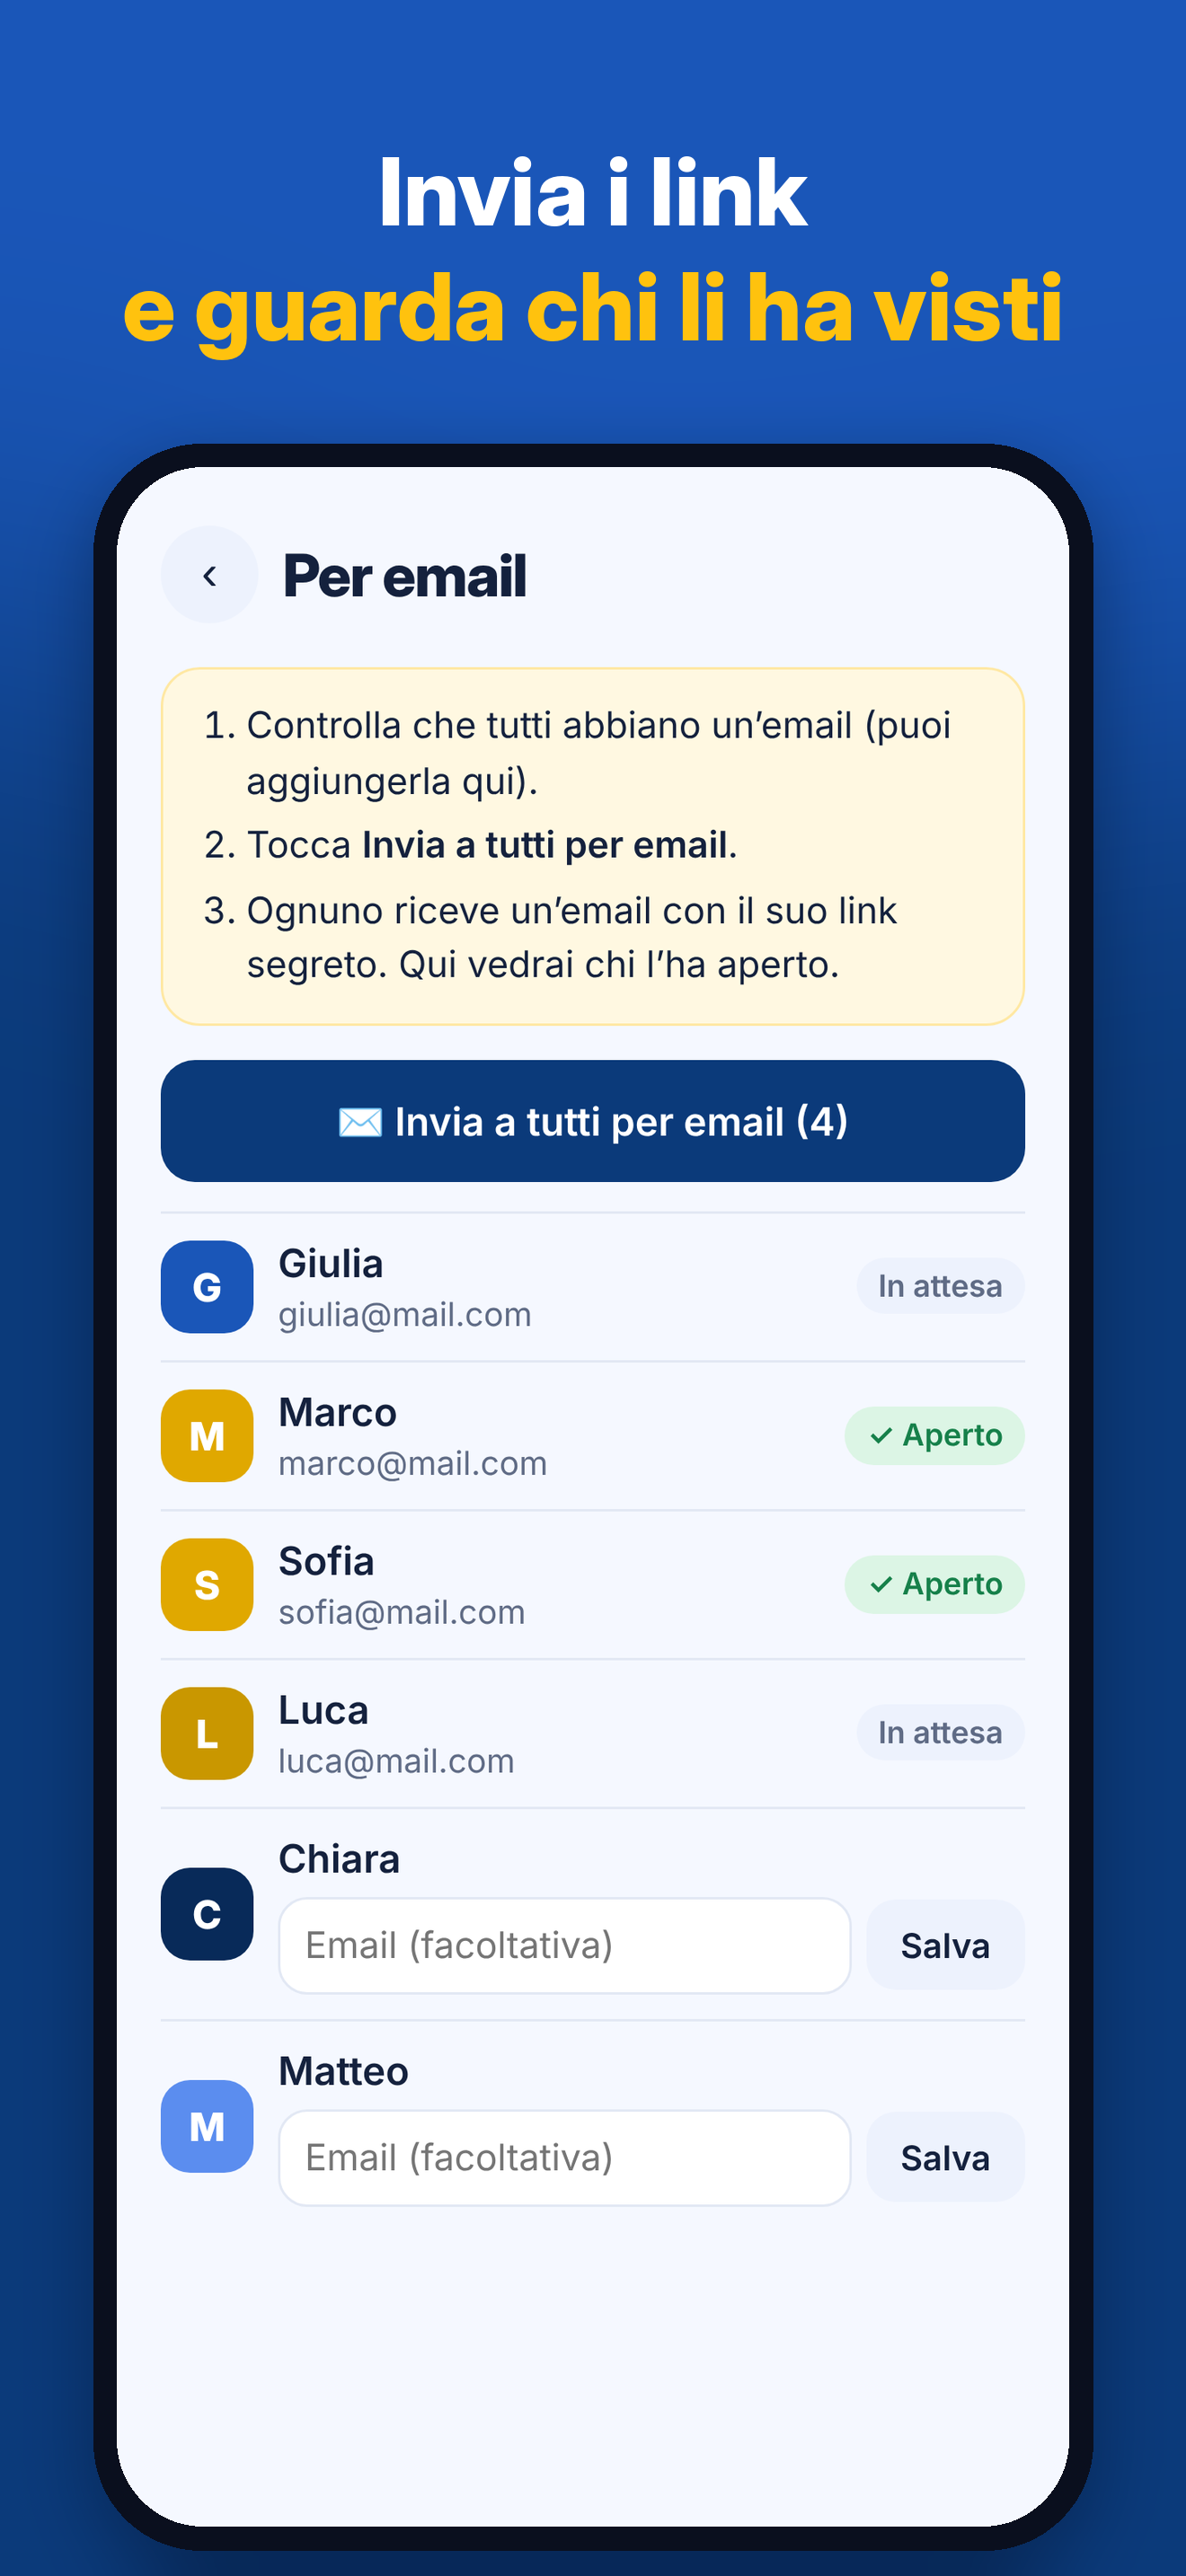 Invia i link
e guarda chi li ha visti
‹ Per email
1. Controlla che tutti abbiano un’email (puoi
aggiungerla qui).
2. Tocca Invia a tutti per email.
3. Ognuno riceve un’email con il suo link
segreto. Qui vedrai chi l’ha aperto.
✉️ Invia a tutti per email (4)
G
Giulia
giulia@mail.com
In attesa
M
Marco
marco@mail.com
✓ Aperto
S
Sofia
sofia@mail.com
✓ Aperto
L
Luca
luca@mail.com
In attesa
C
Chiara
Email (facoltativa)
Salva
M
Matteo
Email (facoltativa)
Salva